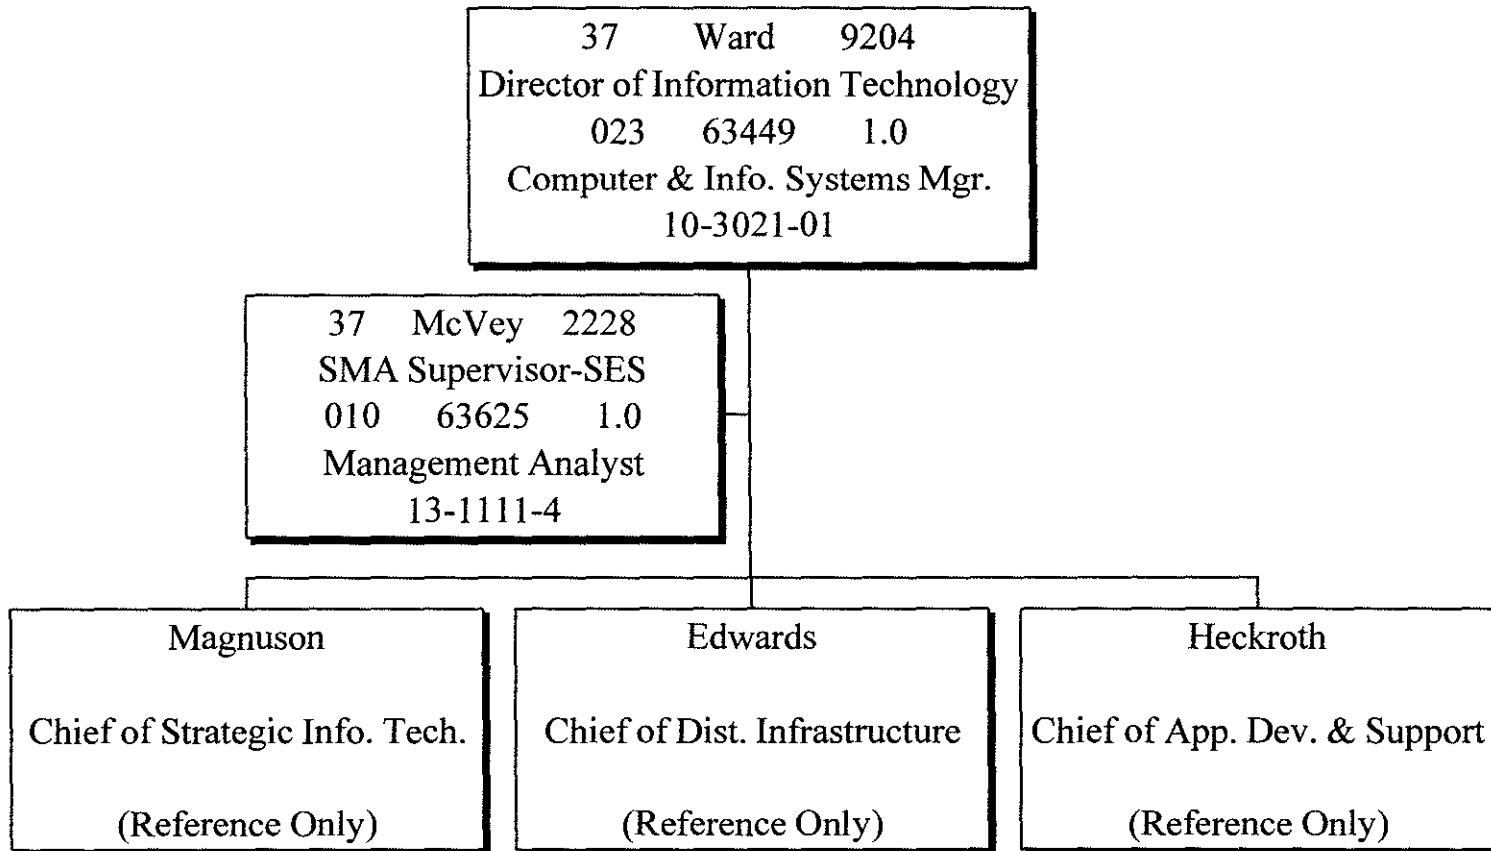 37 Ward 9204
Director of Information Technology
023 63449 1.0
Computer & Info. Systems Mgr.
10-3021-01
37 McVey 2228
SMA Supervisor-SES
010 63625 1.0
Management Analyst
13-1111-4
Magnuson
Chief of Strategic Info. Tech.
(Reference Only)
Edwards
Chief of Dist. Infrastructure
(Reference Only)
Heckroth
Chief of App. Dev. & Support
(Reference Only)